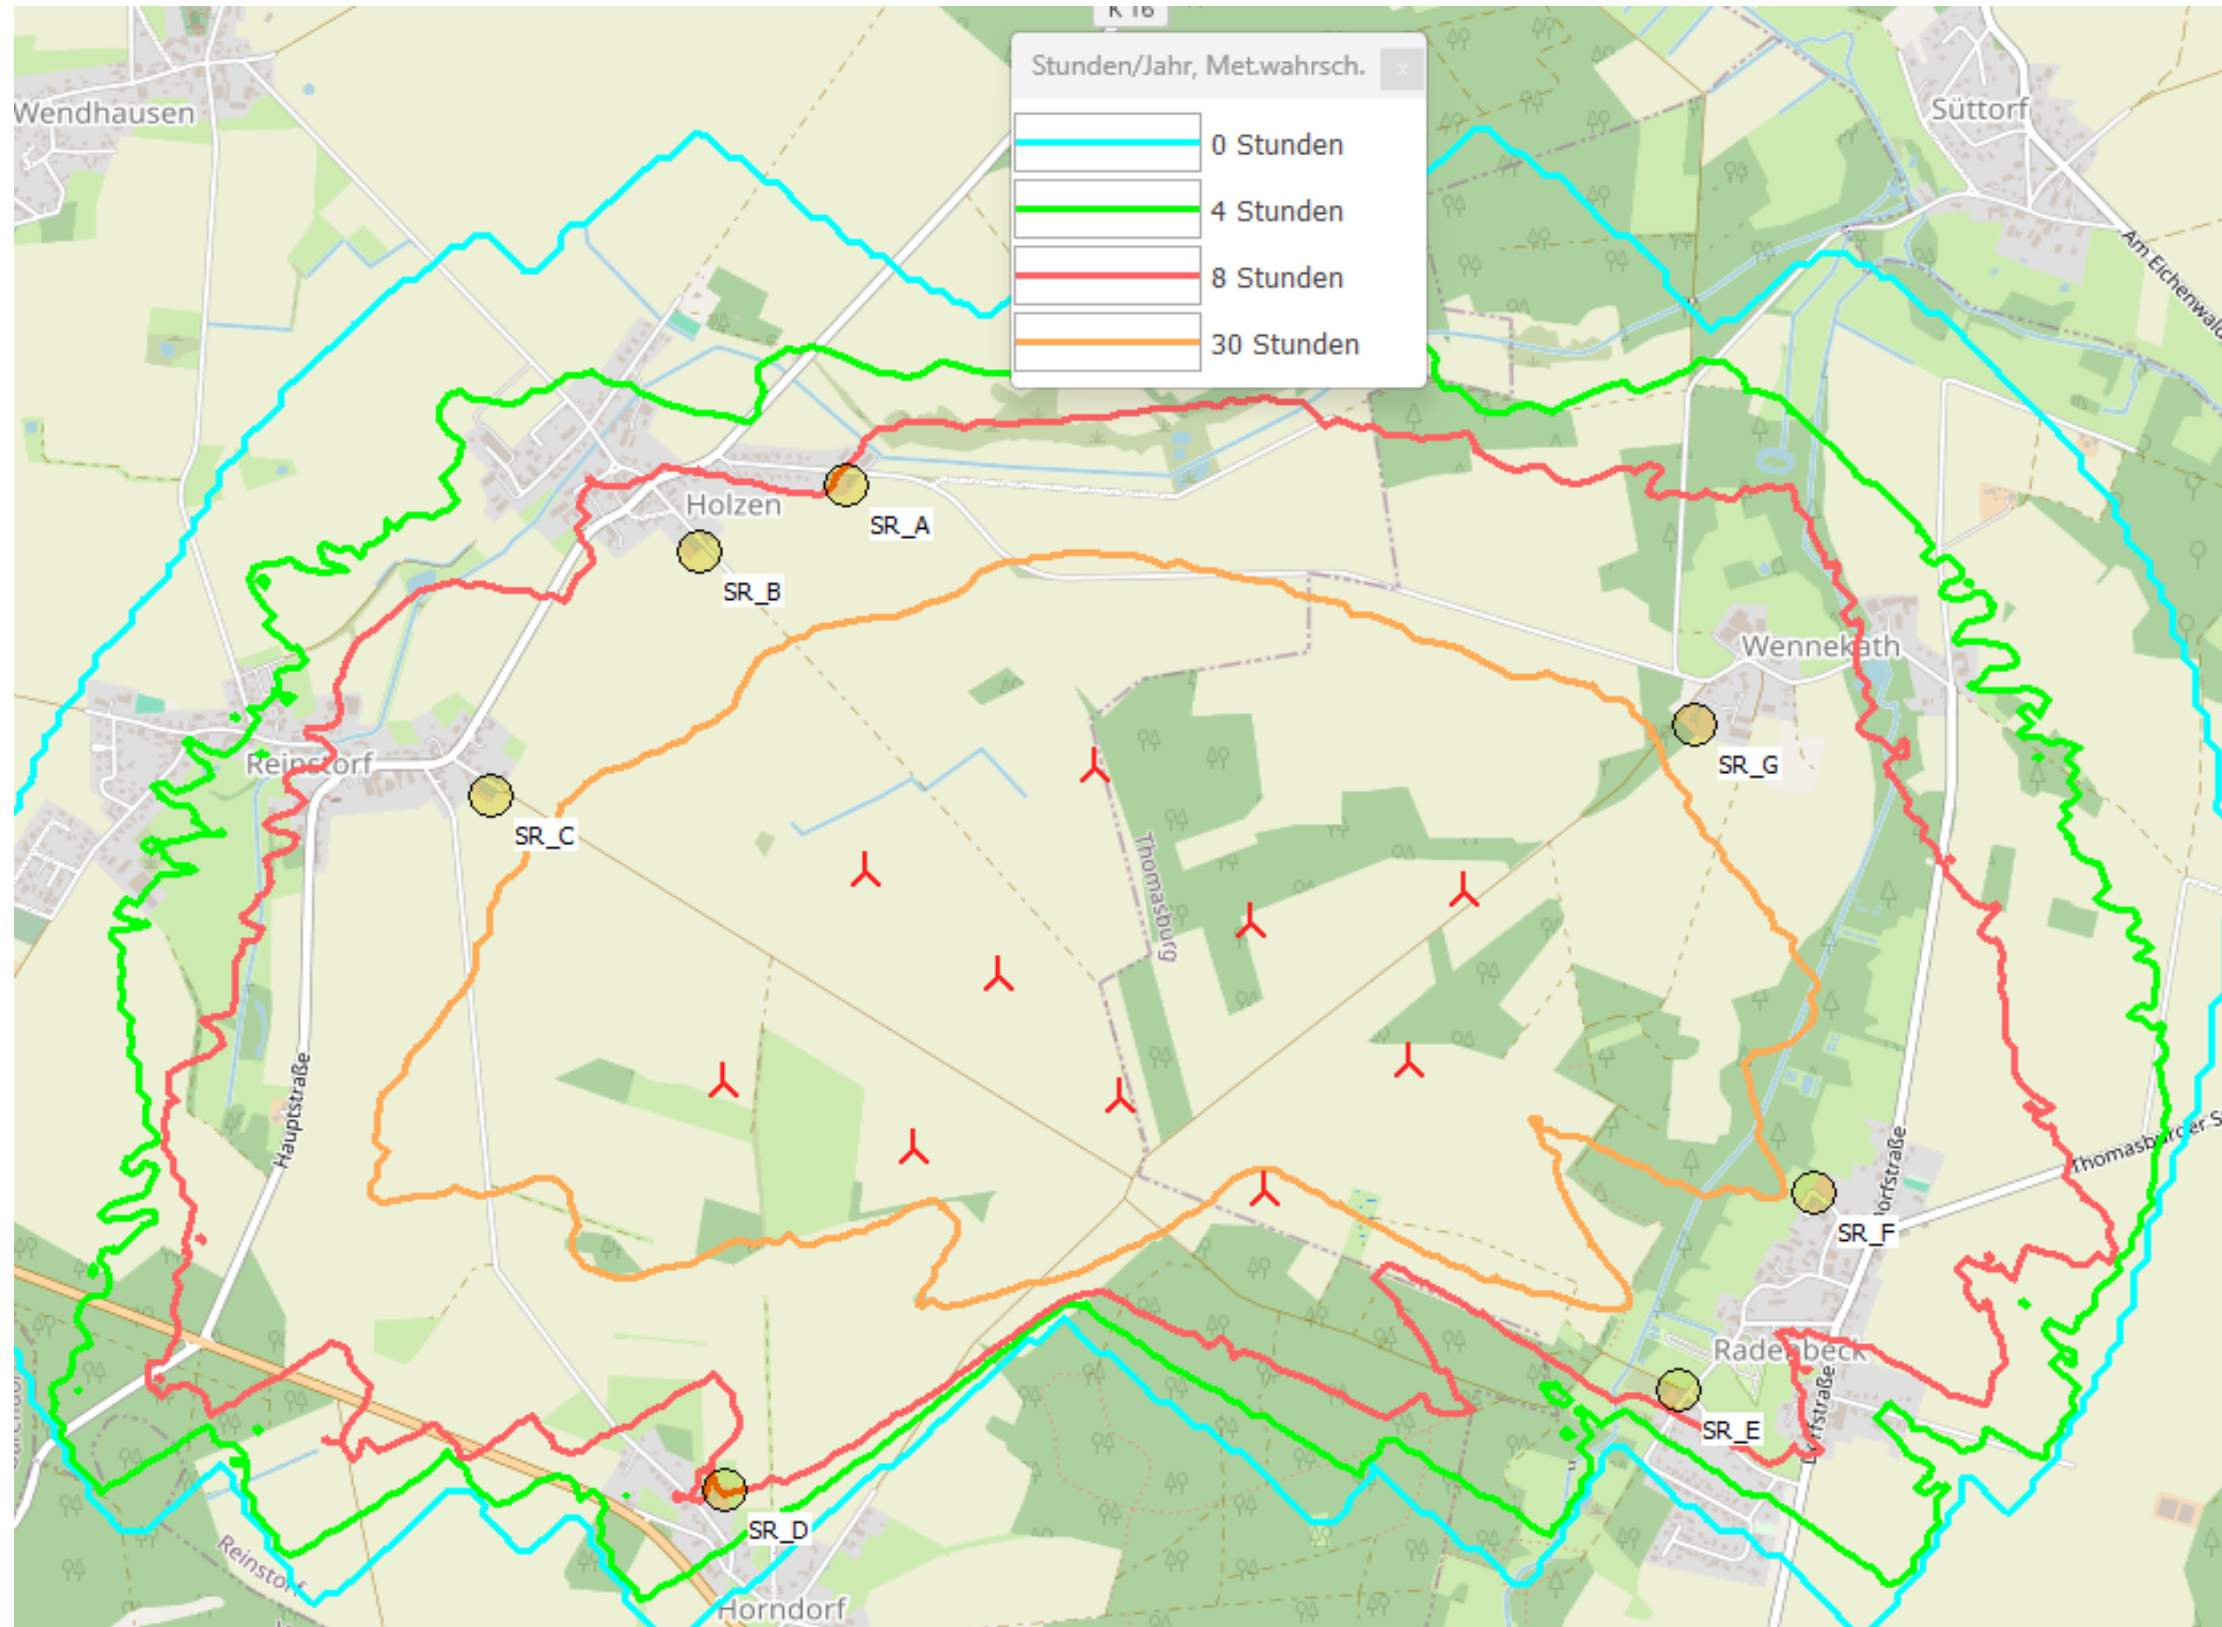 K 16
Stunden/Jahr, Met.wahrsch.
x
0 Stunden
4 Stunden
8 Stunden
30 Stunden
Wendhausen
Süttorf
Am Eichenwald
Holzen
SR_A
SR_B
Wennekath
SR_G
Reinstorf
SR_C
Thomasburg
Hauptstraße
Thomasburger S
orfstraße
SR_F
Radenbeck
SR_E
Dorfstraße
SR_D
Reinstorf
Horndorf